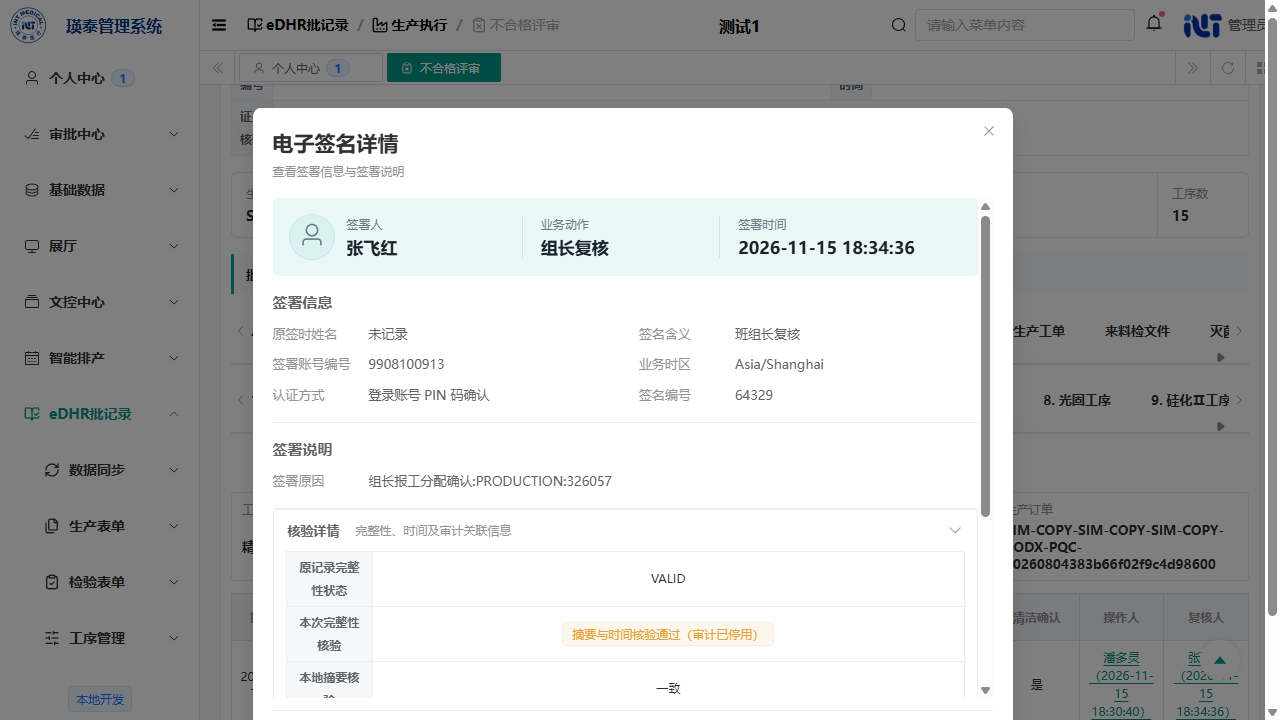 瑛泰管理系统
eDHR批记录 / 生产执行 / 不合格评审
测试1
请输入菜单内容
管理员
个人中心 1
不合格评审
个人中心 1
审批中心
基础数据
展厅
文控中心
智能排产
eDHR批记录
数据同步
生产表单
检验表单
工序管理
本地开发
工序数
15
生产工单
来料检文件
8. 光固工序
9. 硅化II工序
生产订单
IM-COPY-SIM-COPY-SIM-COPY-
ODX-PQC-
0260804383b66f02f9c4d98600
清洁确认
操作人
复核人
是
潘多灵
（2026-11-
15
18:30:40）
15
18:34:36）
电子签名详情
查看签署信息与签署说明
签署人
张飞红
业务动作
组长复核
签署时间
2026-11-15 18:34:36
签署信息
原签时姓名 未记录
签名含义 班组长复核
签署账号编号 9908100913
业务时区 Asia/Shanghai
认证方式 登录账号 PIN 码确认
签名编号 64329
签署说明
签署原因 组长报工分配确认:PRODUCTION:326057
核验详情 完整性、时间及审计关联信息
原记录完整
性状态
VALID
本次完整性
核验
摘要与时间核验通过（审计已停用）
本地摘要核
一致